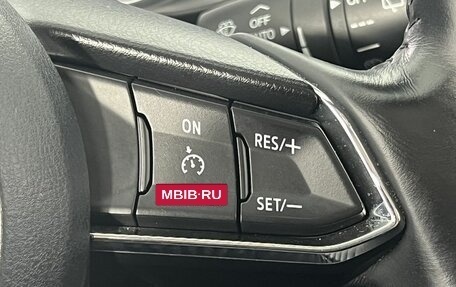 OFF
AUTO
ON
RES/+
MBIB·RU
SET/−